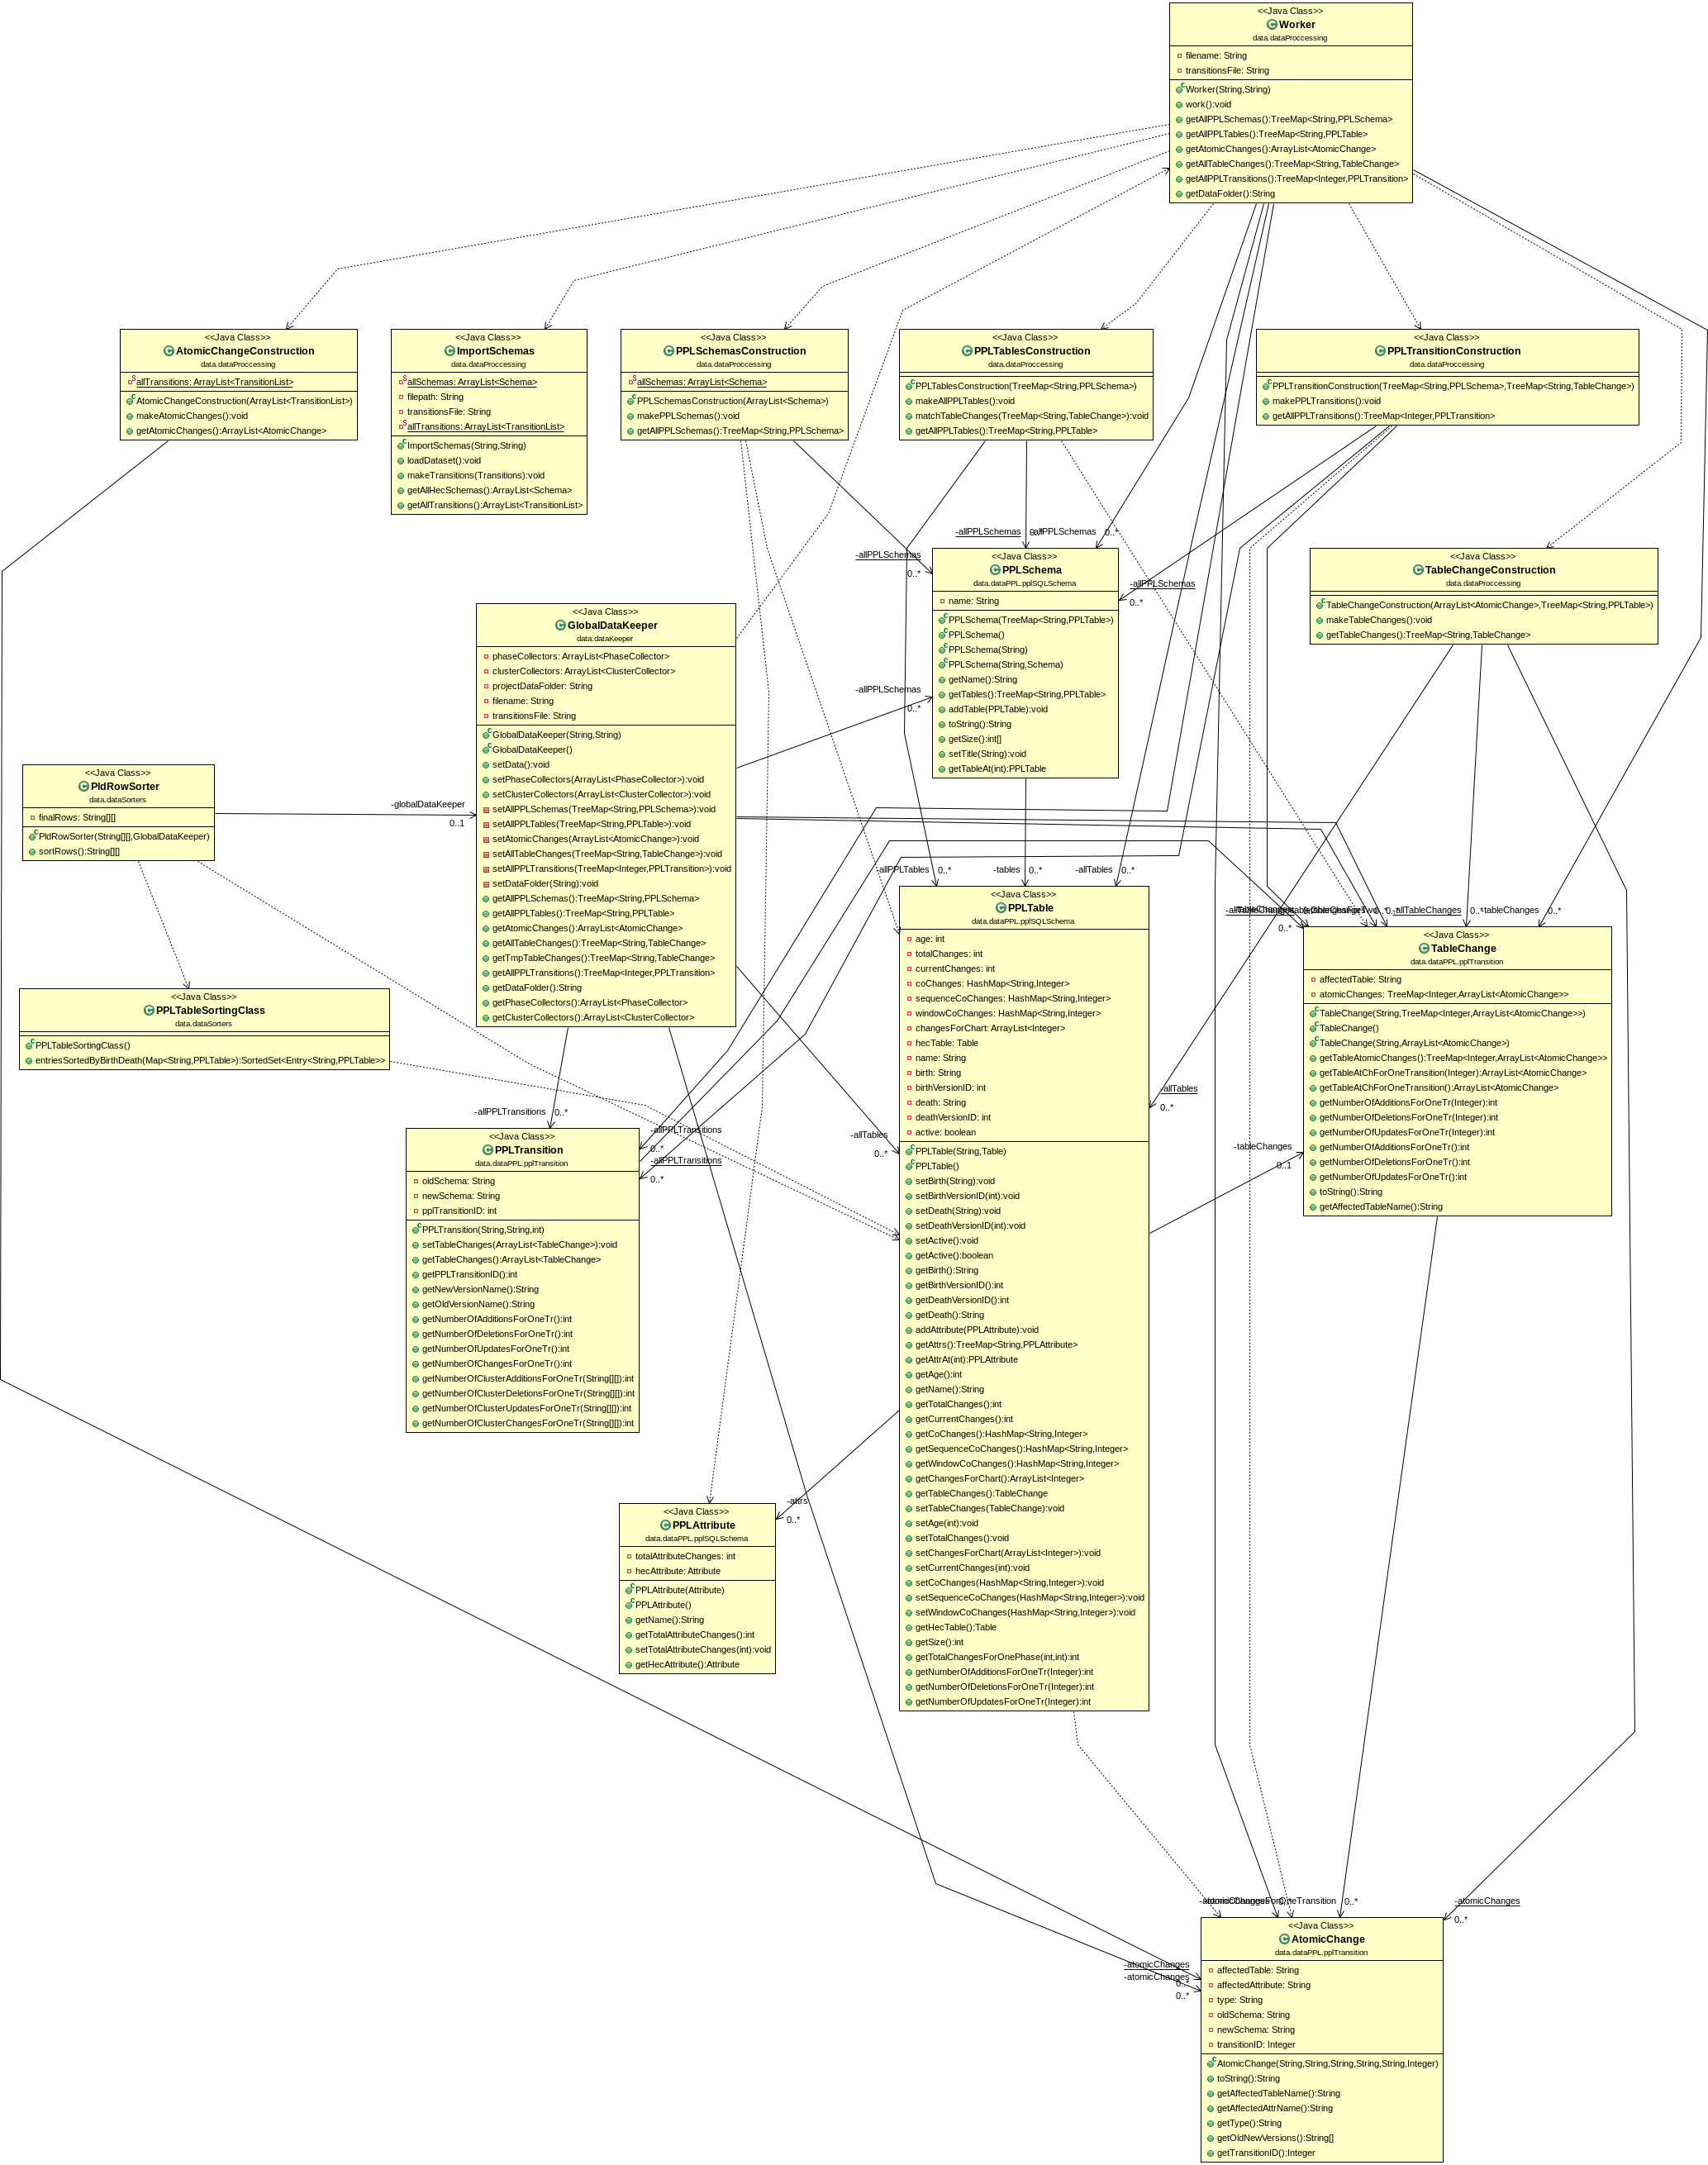 <<Java Class>>
Worker
data.dataProccessing
filename: String
transitionsFile: String
Worker(String,String)
work():void
getAllPPLSchemas():TreeMap<String,PPLSchema>
getAllPPLTables():TreeMap<String,PPLTable>
getAtomicChanges():ArrayList<AtomicChange>
getAllTableChanges():TreeMap<String,TableChange>
getAllPPLTransitions():TreeMap<Integer,PPLTransition>
getDataFolder():String
<<Java Class>>
AtomicChangeConstruction
data.dataProccessing
allTransitions: ArrayList<TransitionList>
AtomicChangeConstruction(ArrayList<TransitionList>)
makeAtomicChanges():void
getAtomicChanges():ArrayList<AtomicChange>
<<Java Class>>
ImportSchemas
data.dataProccessing
allSchemas: ArrayList<Schema>
filepath: String
transitionsFile: String
allTransitions: ArrayList<TransitionList>
ImportSchemas(String,String)
loadDataset():void
makeTransitions(Transitions):void
getAllHecSchemas():ArrayList<Schema>
getAllTransitions():ArrayList<TransitionList>
<<Java Class>>
PPLSchemasConstruction
data.dataProccessing
allSchemas: ArrayList<Schema>
PPLSchemasConstruction(ArrayList<Schema>)
makePPLSchemas():void
getAllPPLSchemas():TreeMap<String,PPLSchema>
<<Java Class>>
PPLTablesConstruction
data.dataProccessing
PPLTablesConstruction(TreeMap<String,PPLSchema>)
makeAllPPLTables():void
matchTableChanges(TreeMap<String,TableChange>):void
getAllPPLTables():TreeMap<String,PPLTable>
<<Java Class>>
PPLTransitionConstruction
data.dataProccessing
PPLTransitionConstruction(TreeMap<String,PPLSchema>,TreeMap<String,TableChange>)
makePPLTransitions():void
getAllPPLTransitions():TreeMap<Integer,PPLTransition>
-allPPLSchemas
-allPPLSchemas
0..*
-allPPLSchemas
0..*
-allPPLSchemas
0..*
<<Java Class>>
PPLSchema
data.dataPPL.pplSQLSchema
name: String
PPLSchema(TreeMap<String,PPLTable>)
PPLSchema()
PPLSchema(String)
PPLSchema(String,Schema)
getName():String
getTables():TreeMap<String,PPLTable>
addTable(PPLTable):void
toString():String
getSize():int[]
setTitle(String):void
getTableAt(int):PPLTable
<<Java Class>>
TableChangeConstruction
data.dataProccessing
TableChangeConstruction(ArrayList<AtomicChange>,TreeMap<String,PPLTable>)
makeTableChanges():void
getTableChanges():TreeMap<String,TableChange>
<<Java Class>>
GlobalDataKeeper
data.dataKeeper
phaseCollectors: ArrayList<PhaseCollector>
clusterCollectors: ArrayList<ClusterCollector>
projectDataFolder: String
filename: String
transitionsFile: String
GlobalDataKeeper(String,String)
GlobalDataKeeper()
setData():void
setPhaseCollectors(ArrayList<PhaseCollector>):void
setClusterCollectors(ArrayList<ClusterCollector>):void
setAllPPLSchemas(TreeMap<String,PPLSchema>):void
setAllPPLTables(TreeMap<String,PPLTable>):void
setAtomicChanges(ArrayList<AtomicChange>):void
setAllTableChanges(TreeMap<String,TableChange>):void
setAllPPLTransitions(TreeMap<Integer,PPLTransition>):void
setDataFolder(String):void
getAllPPLSchemas():TreeMap<String,PPLSchema>
getAllPPLTables():TreeMap<String,PPLTable>
getAtomicChanges():ArrayList<AtomicChange>
getAllTableChanges():TreeMap<String,TableChange>
getTmpTableChanges():TreeMap<String,TableChange>
getAllPPLTransitions():TreeMap<Integer,PPLTransition>
getDataFolder():String
getPhaseCollectors():ArrayList<PhaseCollector>
getClusterCollectors():ArrayList<ClusterCollector>
-allPPLSchemas
0..*
<<Java Class>>
PldRowSorter
data.dataSorters
finalRows: String[][]
PldRowSorter(String[][],GlobalDataKeeper)
sortRows():String[][]
-globalDataKeeper
0..1
<<Java Class>>
PPLTableSortingClass
data.dataSorters
PPLTableSortingClass()
entriesSortedByBirthDeath(Map<String,PPLTable>):SortedSet<Entry<String,PPLTable>>
-allPPLTables
0..*
-tables
0..*
-allTables
0..*
<<Java Class>>
PPLTable
data.dataPPL.pplSQLSchema
age: int
totalChanges: int
currentChanges: int
coChanges: HashMap<String,Integer>
sequenceCoChanges: HashMap<String,Integer>
windowCoChanges: HashMap<String,Integer>
changesForChart: ArrayList<Integer>
hecTable: Table
name: String
birth: String
birthVersionID: int
death: String
deathVersionID: int
active: boolean
PPLTable(String,Table)
PPLTable()
setBirth(String):void
setBirthVersionID(int):void
setDeath(String):void
setDeathVersionID(int):void
setActive():void
getActive():boolean
getBirth():String
getBirthVersionID():int
getDeathVersionID():int
getDeath():String
addAttribute(PPLAttribute):void
getAttrs():TreeMap<String,PPLAttribute>
getAttrAt(int):PPLAttribute
getAge():int
getName():String
getTotalChanges():int
getCurrentChanges():int
getCoChanges():HashMap<String,Integer>
getSequenceCoChanges():HashMap<String,Integer>
getWindowCoChanges():HashMap<String,Integer>
getChangesForChart():ArrayList<Integer>
getTableChanges():TableChange
setTableChanges(TableChange):void
setAge(int):void
setTotalChanges():void
setChangesForChart(ArrayList<Integer>):void
setCurrentChanges(int):void
setCoChanges(HashMap<String,Integer>):void
setSequenceCoChanges(HashMap<String,Integer>):void
setWindowCoChanges(HashMap<String,Integer>):void
getHecTable():Table
getSize():int
getTotalChangesForOnePhase(int,int):int
getNumberOfAdditionsForOneTr(Integer):int
getNumberOfDeletionsForOneTr(Integer):int
getNumberOfUpdatesForOneTr(Integer):int
-allTableChanges
0..*
-tableChanges
0..*
0..*
<<Java Class>>
TableChange
data.dataPPL.pplTransition
affectedTable: String
atomicChanges: TreeMap<Integer,ArrayList<AtomicChange>>
TableChange(String,TreeMap<Integer,ArrayList<AtomicChange>>)
TableChange()
TableChange(String,ArrayList<AtomicChange>)
getTableAtomicChanges():TreeMap<Integer,ArrayList<AtomicChange>>
getTableAtChForOneTransition(Integer):ArrayList<AtomicChange>
getTableAtChForOneTransition():ArrayList<AtomicChange>
getNumberOfAdditionsForOneTr(Integer):int
getNumberOfDeletionsForOneTr(Integer):int
getNumberOfUpdatesForOneTr(Integer):int
getNumberOfAdditionsForOneTr():int
getNumberOfDeletionsForOneTr():int
getNumberOfUpdatesForOneTr():int
toString():String
getAffectedTableName():String
-allTables
0..*
-tableChanges
0..1
-allTables
0..*
-allPPLTransitions
0..*
-allPPLTransitions
0..*
-allPPLTransitions
0..*
<<Java Class>>
PPLTransition
data.dataPPL.pplTransition
oldSchema: String
newSchema: String
pplTransitionID: int
PPLTransition(String,String,int)
setTableChanges(ArrayList<TableChange>):void
getTableChanges():ArrayList<TableChange>
getPPLTransitionID():int
getNewVersionName():String
getOldVersionName():String
getNumberOfAdditionsForOneTr():int
getNumberOfDeletionsForOneTr():int
getNumberOfUpdatesForOneTr():int
getNumberOfChangesForOneTr():int
getNumberOfClusterAdditionsForOneTr(String[][]):int
getNumberOfClusterDeletionsForOneTr(String[][]):int
getNumberOfClusterUpdatesForOneTr(String[][]):int
getNumberOfClusterChangesForOneTr(String[][]):int
-attrs
0..*
<<Java Class>>
PPLAttribute
data.dataPPL.pplSQLSchema
totalAttributeChanges: int
hecAttribute: Attribute
PPLAttribute(Attribute)
PPLAttribute()
getName():String
getTotalAttributeChanges():int
setTotalAttributeChanges(int):void
getHecAttribute():Attribute
0..*
-atomicChanges
0..*
-atomicChanges
-atomicChanges
0..*
0..*
<<Java Class>>
AtomicChange
data.dataPPL.pplTransition
affectedTable: String
affectedAttribute: String
type: String
oldSchema: String
newSchema: String
transitionID: Integer
AtomicChange(String,String,String,String,String,Integer)
toString():String
getAffectedTableName():String
getAffectedAttrName():String
getType():String
getOldNewVersions():String[]
getTransitionID():Integer